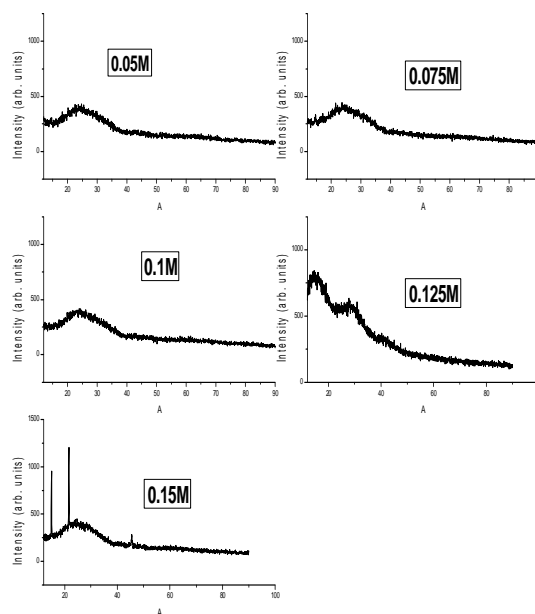 1000
500
0
Intensity (arb. units)
0.05M
20 30 40 50 60 70 80 90
A
1000
500
0
Intensity (arb. units)
0.075M
20 30 40 50 60 70 80
A
1000
500
0
Intensity (arb. units)
0.1M
20 30 40 50 60 70 80 90
A
1000
750
500
250
0
Intensity (arb. units)
0.125M
20 40 60 80
A
1500
1000
500
0
Intensity (arb. units)
0.15M
20 40 60 80 100
A